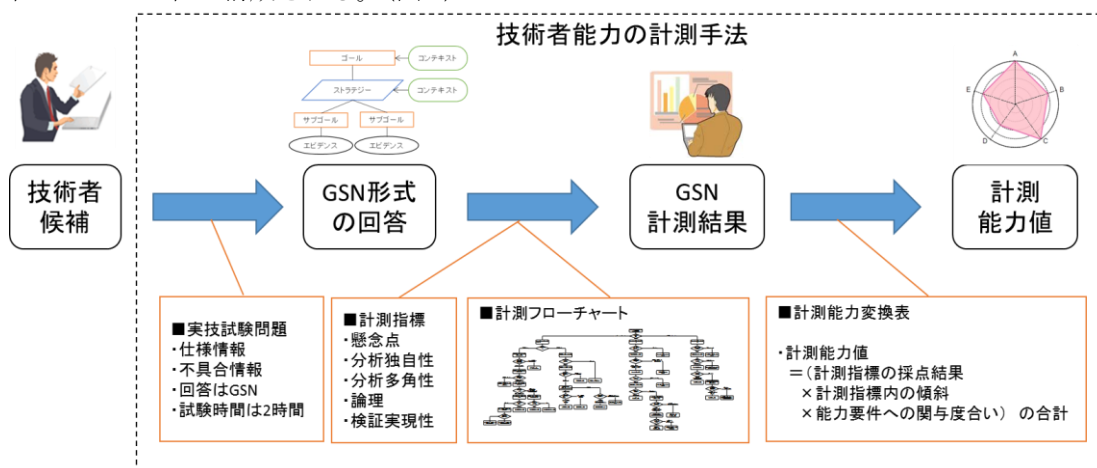 技術者能力の計測手法
ゴール
コンテキスト
ストラテジー
コンテキスト
サブゴール
サブゴール
エビデンス
エビデンス
A
B
C
D
E
技術者
候補
GSN形式
の回答
GSN
計測結果
計測
能力値
■実技試験問題
・仕様情報
・不具合情報
・回答はGSN
・試験時間は2時間
■計測指標
・懸念点
・分析独自性
・分析多角性
・論理
・検証実現性
■計測フローチャート
■計測能力変換表
・計測能力値
＝(計測指標の採点結果
×計測指標内の傾斜
×能力要件への関与度合い) の合計